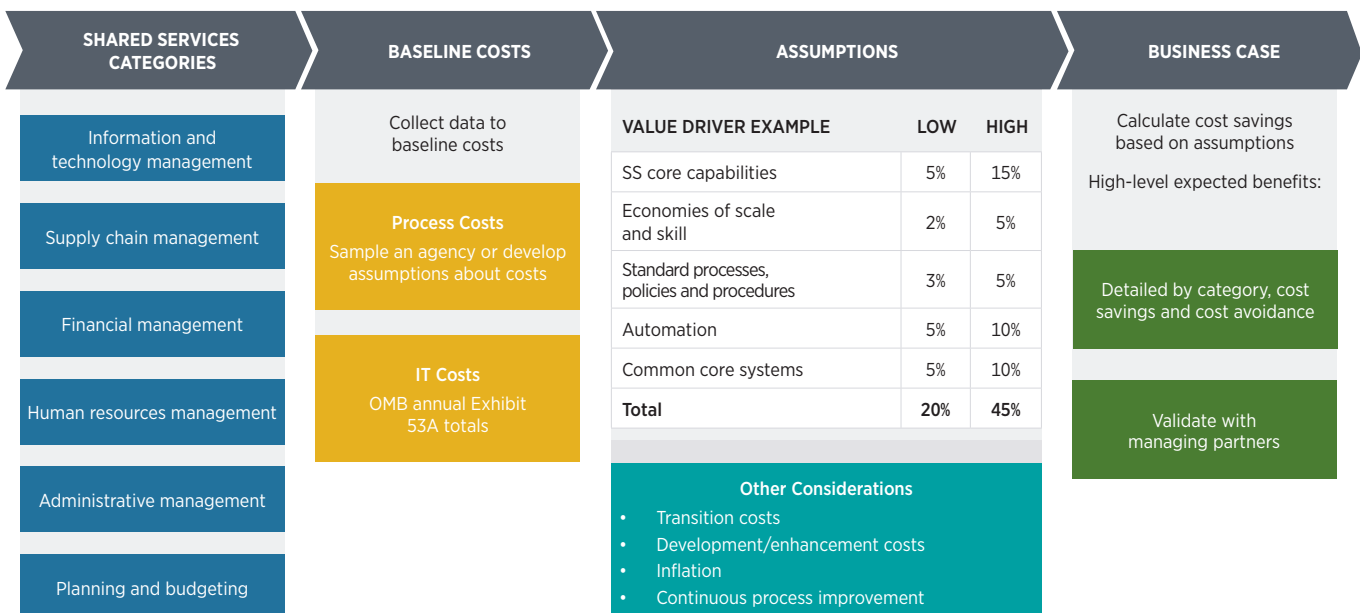 SHARED SERVICES
CATEGORIES
Information and
technology management
Supply chain management
Financial management
Human resources management
Administrative management
Planning and budgeting
BASELINE COSTS
Collect data to
baseline costs
Process Costs
Sample an agency or develop
assumptions about costs
IT Costs
OMB annual Exhibit
53A totals
ASSUMPTIONS
VALUE DRIVER EXAMPLE LOW HIGH
SS core capabilities 5% 15%
Economies of scale
and skill 2% 5%
Standard processes,
policies and procedures 3% 5%
Automation 5% 10%
Common core systems 5% 10%
Total 20% 45%
Other Considerations
• Transition costs
• Development/enhancement costs
• Inflation
• Continuous process improvement
BUSINESS CASE
Calculate cost savings
based on assumptions
High-level expected benefits:
Detailed by category, cost
savings and cost avoidance
Validate with
managing partners